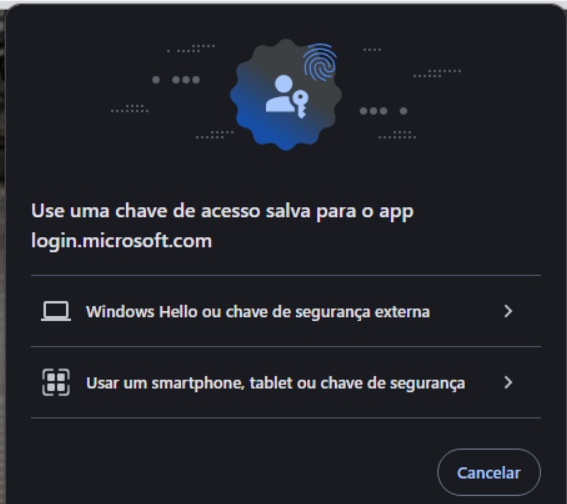 Use uma chave de acesso salva para o app
login.microsoft.com
Windows Hello ou chave de segurança externa
Usar um smartphone, tablet ou chave de segurança
Cancelar